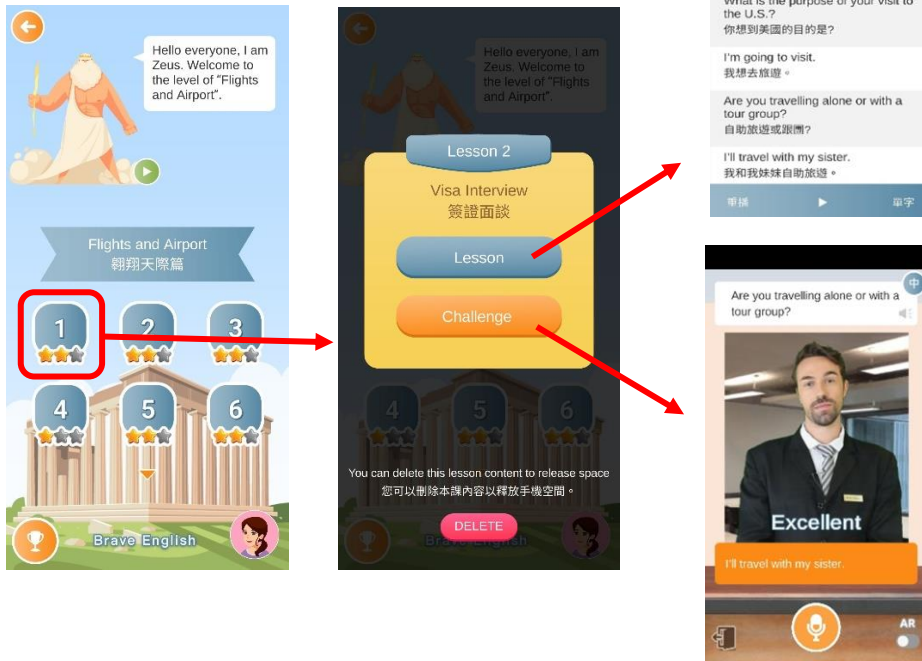 Hello everyone, I am
Zeus. Welcome to
the level of "Flights
and Airport".
Flights and Airport
翱翔天際篇
1
2
3
4
5
6
Brave English
Hello everyone, I am
Zeus. Welcome to
the level of "Flights
and Airport".
Lesson 2
Visa Interview
簽證面談
Lesson
Challenge
4
5
6
You can delete this lesson content to release space
您可以刪除本課內容以釋放手機空間。
DELETE
Brave English
What is the purpose of your visit to
the U.S.?
你想到美國的目的是?
I'm going to visit.
我想去旅遊。
Are you travelling alone or with a
tour group?
自助旅遊或跟團?
I'll travel with my sister.
我和我妹妹自助旅遊。
單字
中
Are you travelling alone or with a
tour group?
Excellent
I'll travel with my sister.
AR